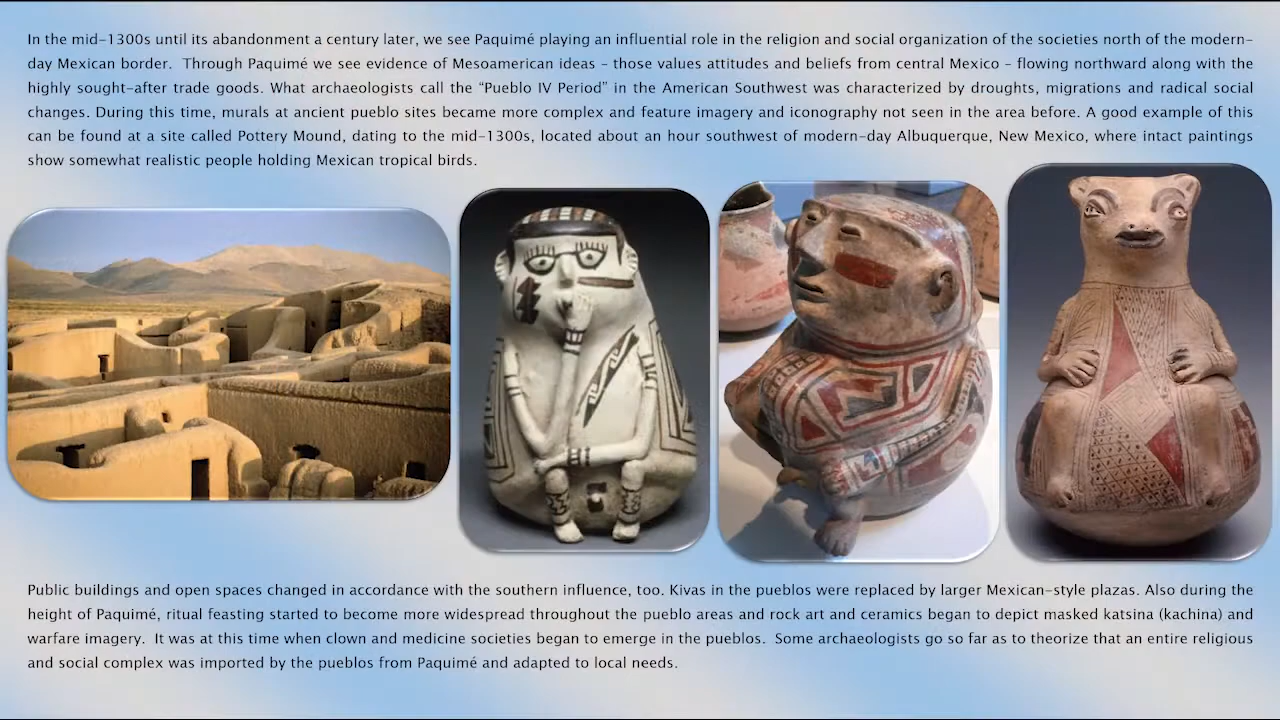 In the mid-1300s until its abandonment a century later, we see Paquimé playing an influential role in the religion and social organization of the societies north of the modern-
day Mexican border. Through Paquimé we see evidence of Mesoamerican ideas – those values attitudes and beliefs from central Mexico – flowing northward along with the
highly sought-after trade goods. What archaeologists call the “Pueblo IV Period” in the American Southwest was characterized by droughts, migrations and radical social
changes. During this time, murals at ancient pueblo sites became more complex and feature imagery and iconography not seen in the area before. A good example of this
can be found at a site called Pottery Mound, dating to the mid-1300s, located about an hour southwest of modern-day Albuquerque, New Mexico, where intact paintings
show somewhat realistic people holding Mexican tropical birds.
Public buildings and open spaces changed in accordance with the southern influence, too. Kivas in the pueblos were replaced by larger Mexican-style plazas. Also during the
height of Paquimé, ritual feasting started to become more widespread throughout the pueblo areas and rock art and ceramics began to depict masked katsina (kachina) and
warfare imagery. It was at this time when clown and medicine societies began to emerge in the pueblos. Some archaeologists go so far as to theorize that an entire religious
and social complex was imported by the pueblos from Paquimé and adapted to local needs.